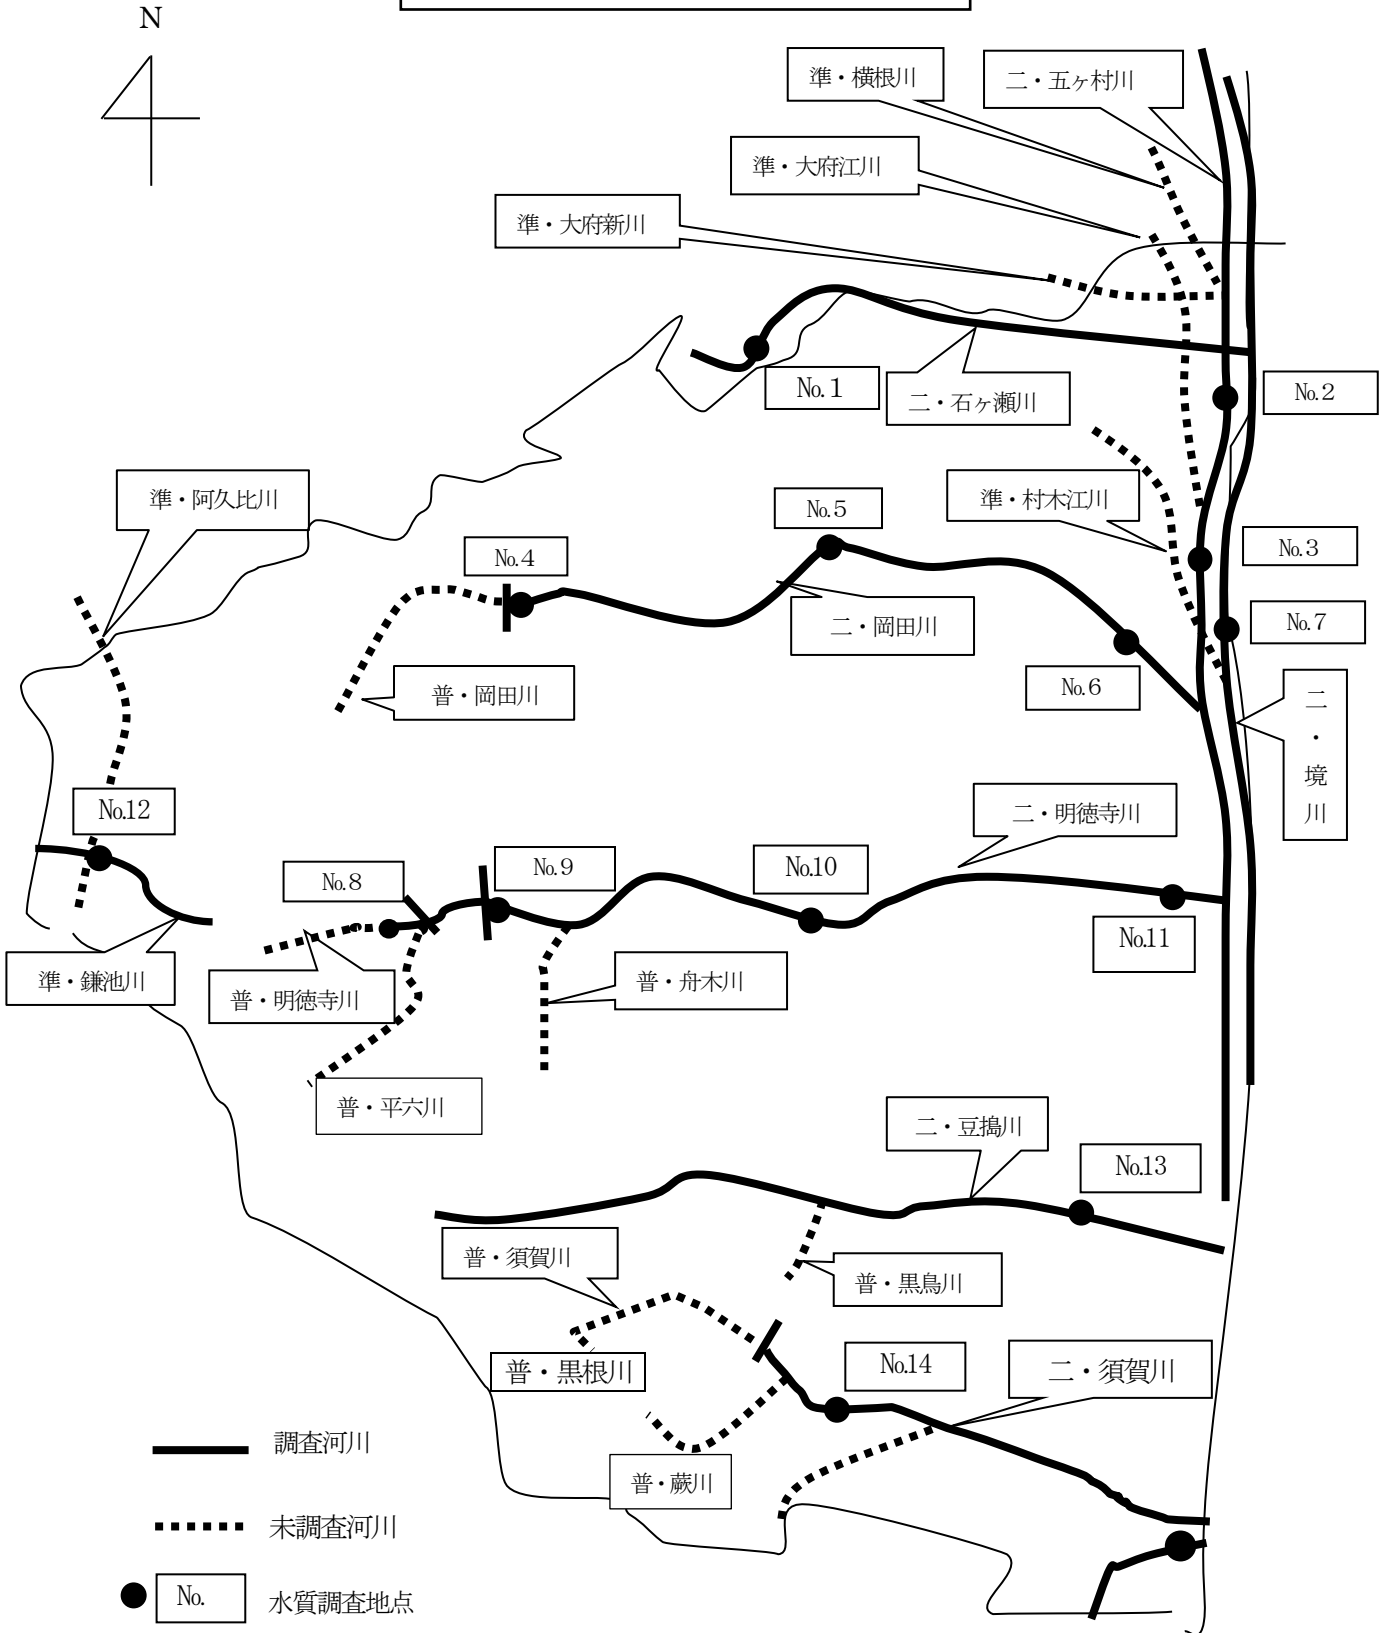 N
準・横根川
二・五ヶ村川
準・大府江川
準・大府新川
No.1
二・石ヶ瀬川
No.2
準・阿久比川
No.5
準・村木江川
No.4
No.3
二・岡田川
No.7
普・岡田川
No.6
二・境川
No.12
二・明徳寺川
No.8
No.9
No.10
No.11
準・鎌池川
普・明徳寺川
普・舟木川
普・平六川
二・豆搗川
No.13
普・須賀川
普・黒鳥川
普・黒根川
No.14
二・須賀川
調査河川
普・蕨川
未調査河川
No.
水質調査地点